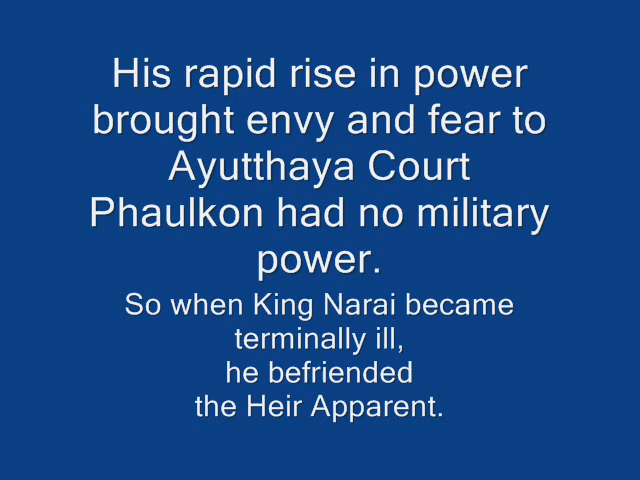 His rapid rise in power
brought envy and fear to
Ayutthaya Court
Phaulkon had no military
power.
So when King Narai became
terminally ill,
he befriended
the Heir Apparent.